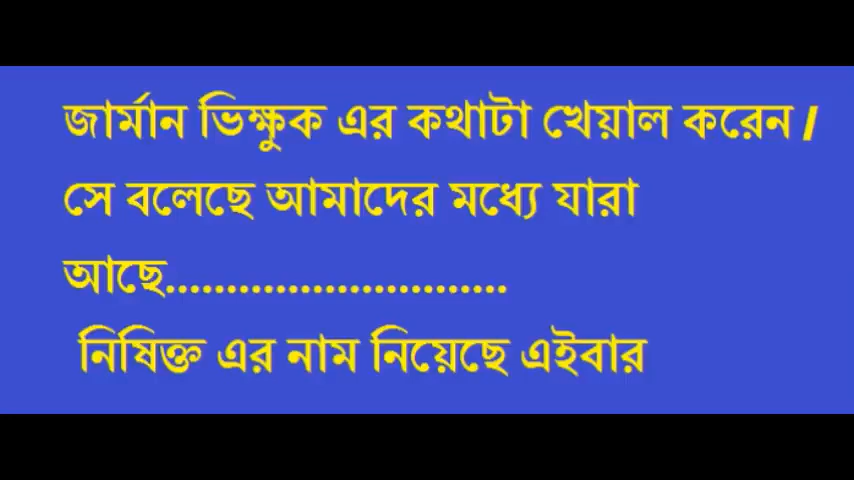 জার্মান ভিক্ষুক এর কথাটা খেয়াল করেন /
সে বলেছে আমাদের মধ্যে যারা
আছে............................
নিষিক্ত এর নাম নিয়েছে এইবার